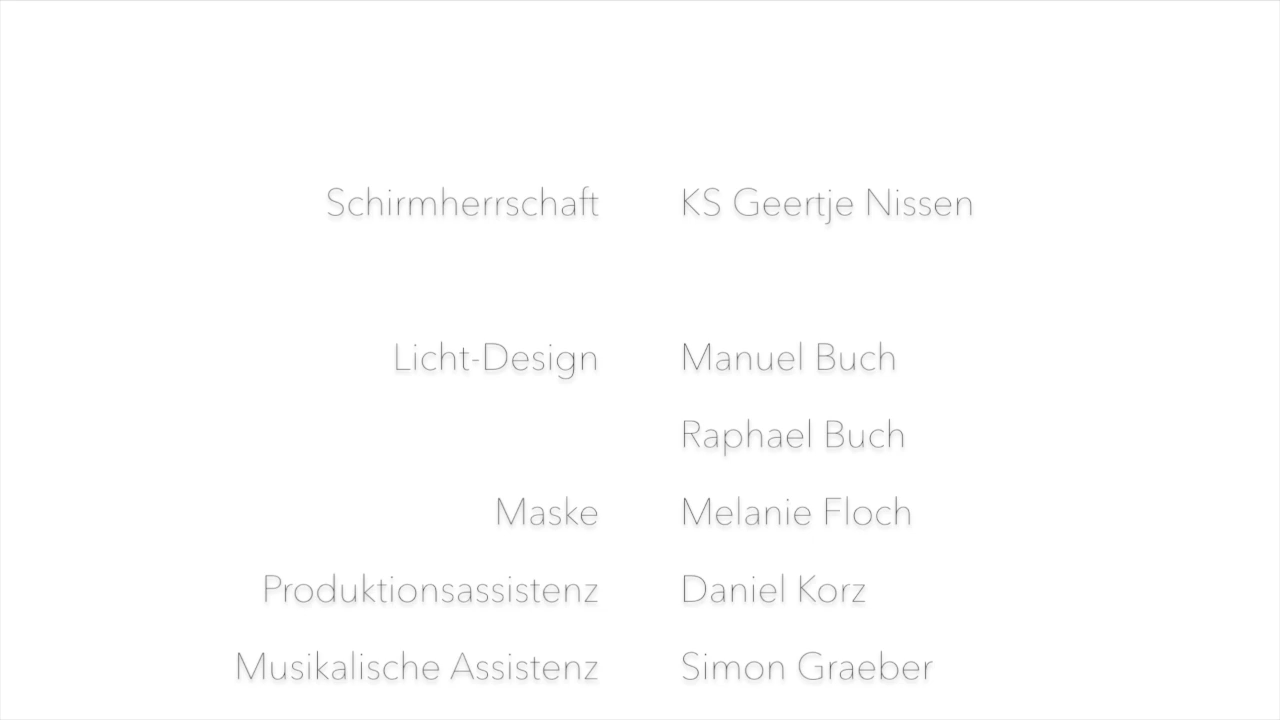 Schirmherrschaft KS Geertje Nissen
Licht-Design Manuel Buch
Raphael Buch
Maske Melanie Floch
Produktionsassistenz Daniel Korz
Musikalische Assistenz Simon Graeber